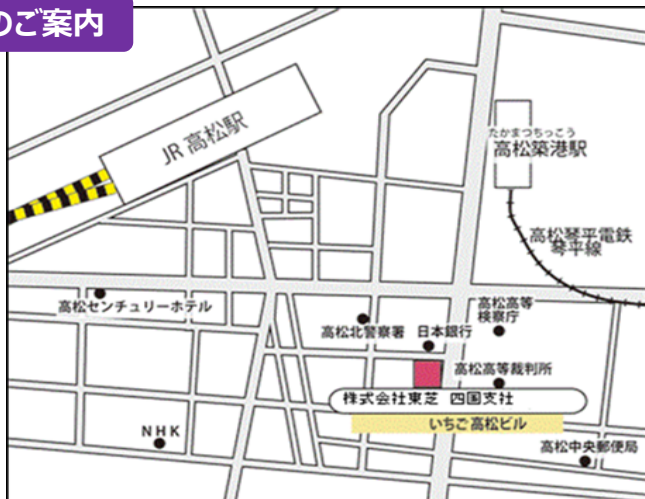 のご案内
JR 高松駅
たかまつちっこう
高松築港駅
高松琴平電鉄
琴平線
高松センチュリーホテル
高松高等
検察庁
高松北警察署
日本銀行
高松高等裁判所
株式会社東芝 四国支社
いちご高松ビル
NHK
高松中央郵便局